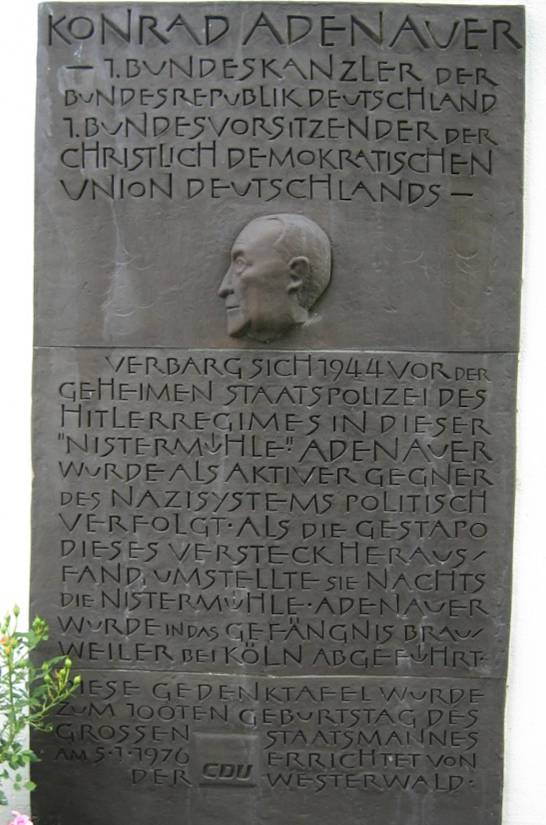 KONRAD ADENAUER
– 1. BUNDESKANZLER DER
BUNDESREPUBLIK DEUTSCHLAND
1. BUNDESVORSITZENDER DER
CHRISTLICH DEMOKRATISCHEN
UNION DEUTSCHLANDS –
VERBARG SICH 1944 VOR DER
GEHEIMEN STAATSPOLIZEI DES
HITLERREGIMES IN DIESER
"NISTERMÜHLE". ADENAUER
WURDE ALS AKTIVER GEGNER
DES NAZISYSTEMS POLITISCH
VERFOLGT. ALS DIE GESTAPO
DIESES VERSTECK HERAUS-
FAND, UMSTELLTE SIE NACHTS
DIE NISTERMÜHLE. ADENAUER
WURDE IN DAS GEFÄNGNIS BRAU-
WEILER BEI KÖLN ABGEFÜHRT.
DIESE GEDENKTAFEL WURDE
ZUM 100TEN GEBURTSTAG DES
GROSSEN STAATSMANNES
AM 5.1.1976 ERRICHTET VON
DER CDU WESTERWALD.